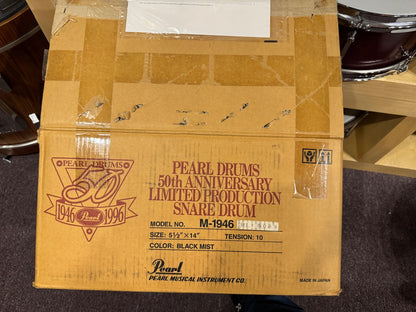 PEARL DRUMS
50
1946 Pearl 1996
PEARL DRUMS
50th ANNIVERSARY
LIMITED PRODUCTION
SNARE DRUM
MODEL NO. M-1946
SIZE: 5½"×14" TENSION: 10
COLOR: BLACK MIST
Pearl
PEARL MUSICAL INSTRUMENT CO.
MADE IN JAPAN